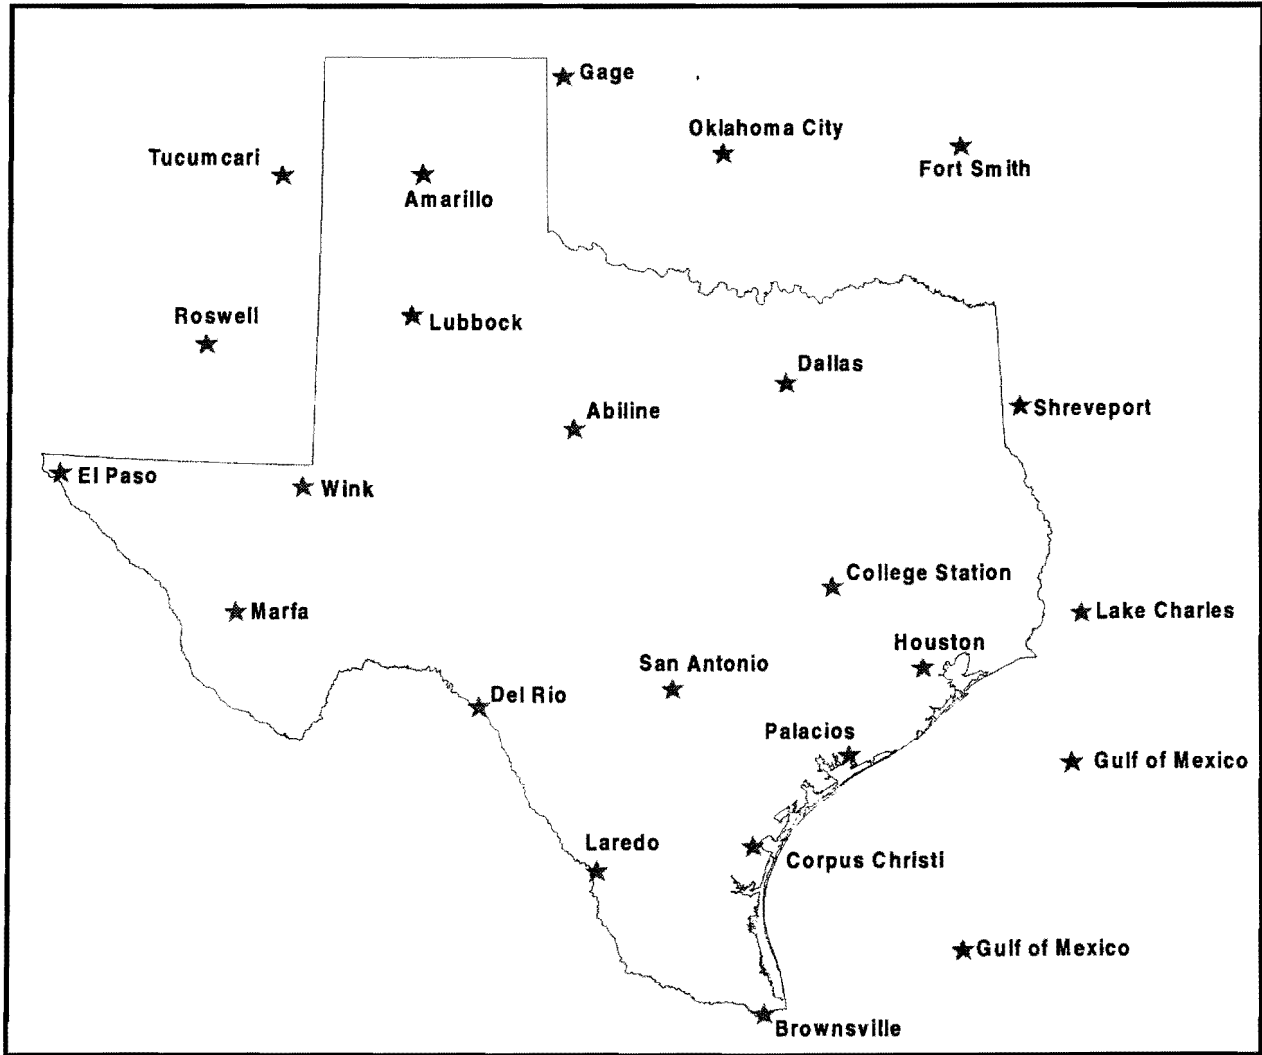 Gage
Oklahoma City
Tucumcari
Fort Smith
Amarillo
Roswell
Lubbock
Dallas
Abiline
Shreveport
El Paso
Wink
College Station
Marfa
Lake Charles
Houston
San Antonio
Del Rio
Palacios
Gulf of Mexico
Laredo
Corpus Christi
Gulf of Mexico
Brownsville